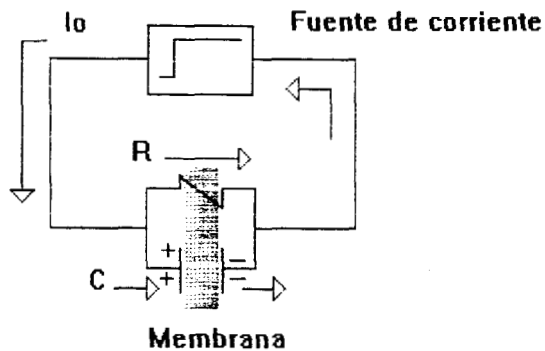 Io Fuente de corriente
R
+ −
C + −
Membrana